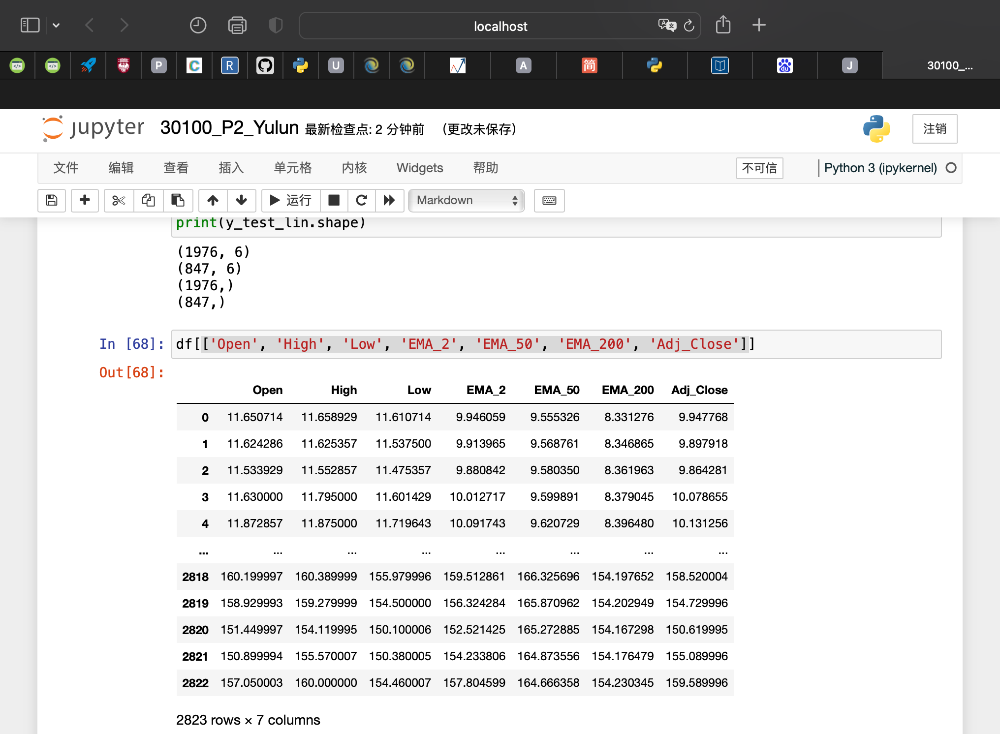 localhost
P C R U A 简 du J 30100_...
jupyter 30100_P2_Yulun 最新检查点: 2 分钟前 (更改未保存) 注销
文件 编辑 查看 插入 单元格 内核 Widgets 帮助 不可信 Python 3 (ipykernel)
运行 Markdown
print(y_test_lin.shape)
(1976, 6)
(847, 6)
(1976,)
(847,)
In [68]: df[['Open', 'High', 'Low', 'EMA_2', 'EMA_50', 'EMA_200', 'Adj_Close']]
Out[68]:
Open High Low EMA_2 EMA_50 EMA_200 Adj_Close
0 11.650714 11.658929 11.610714 9.946059 9.555326 8.331276 9.947768
1 11.624286 11.625357 11.537500 9.913965 9.568761 8.346865 9.897918
2 11.533929 11.552857 11.475357 9.880842 9.580350 8.361963 9.864281
3 11.630000 11.795000 11.601429 10.012717 9.599891 8.379045 10.078655
4 11.872857 11.875000 11.719643 10.091743 9.620729 8.396480 10.131256
... ... ... ... ... ... ... ...
2818 160.199997 160.389999 155.979996 159.512861 166.325696 154.197652 158.520004
2819 158.929993 159.279999 154.500000 156.324284 165.870962 154.202949 154.729996
2820 151.449997 154.119995 150.100006 152.521425 165.272885 154.167298 150.619995
2821 150.899994 155.570007 150.380005 154.233806 164.873556 154.176479 155.089996
2822 157.050003 160.000000 154.460007 157.804599 164.666358 154.230345 159.589996
2823 rows × 7 columns